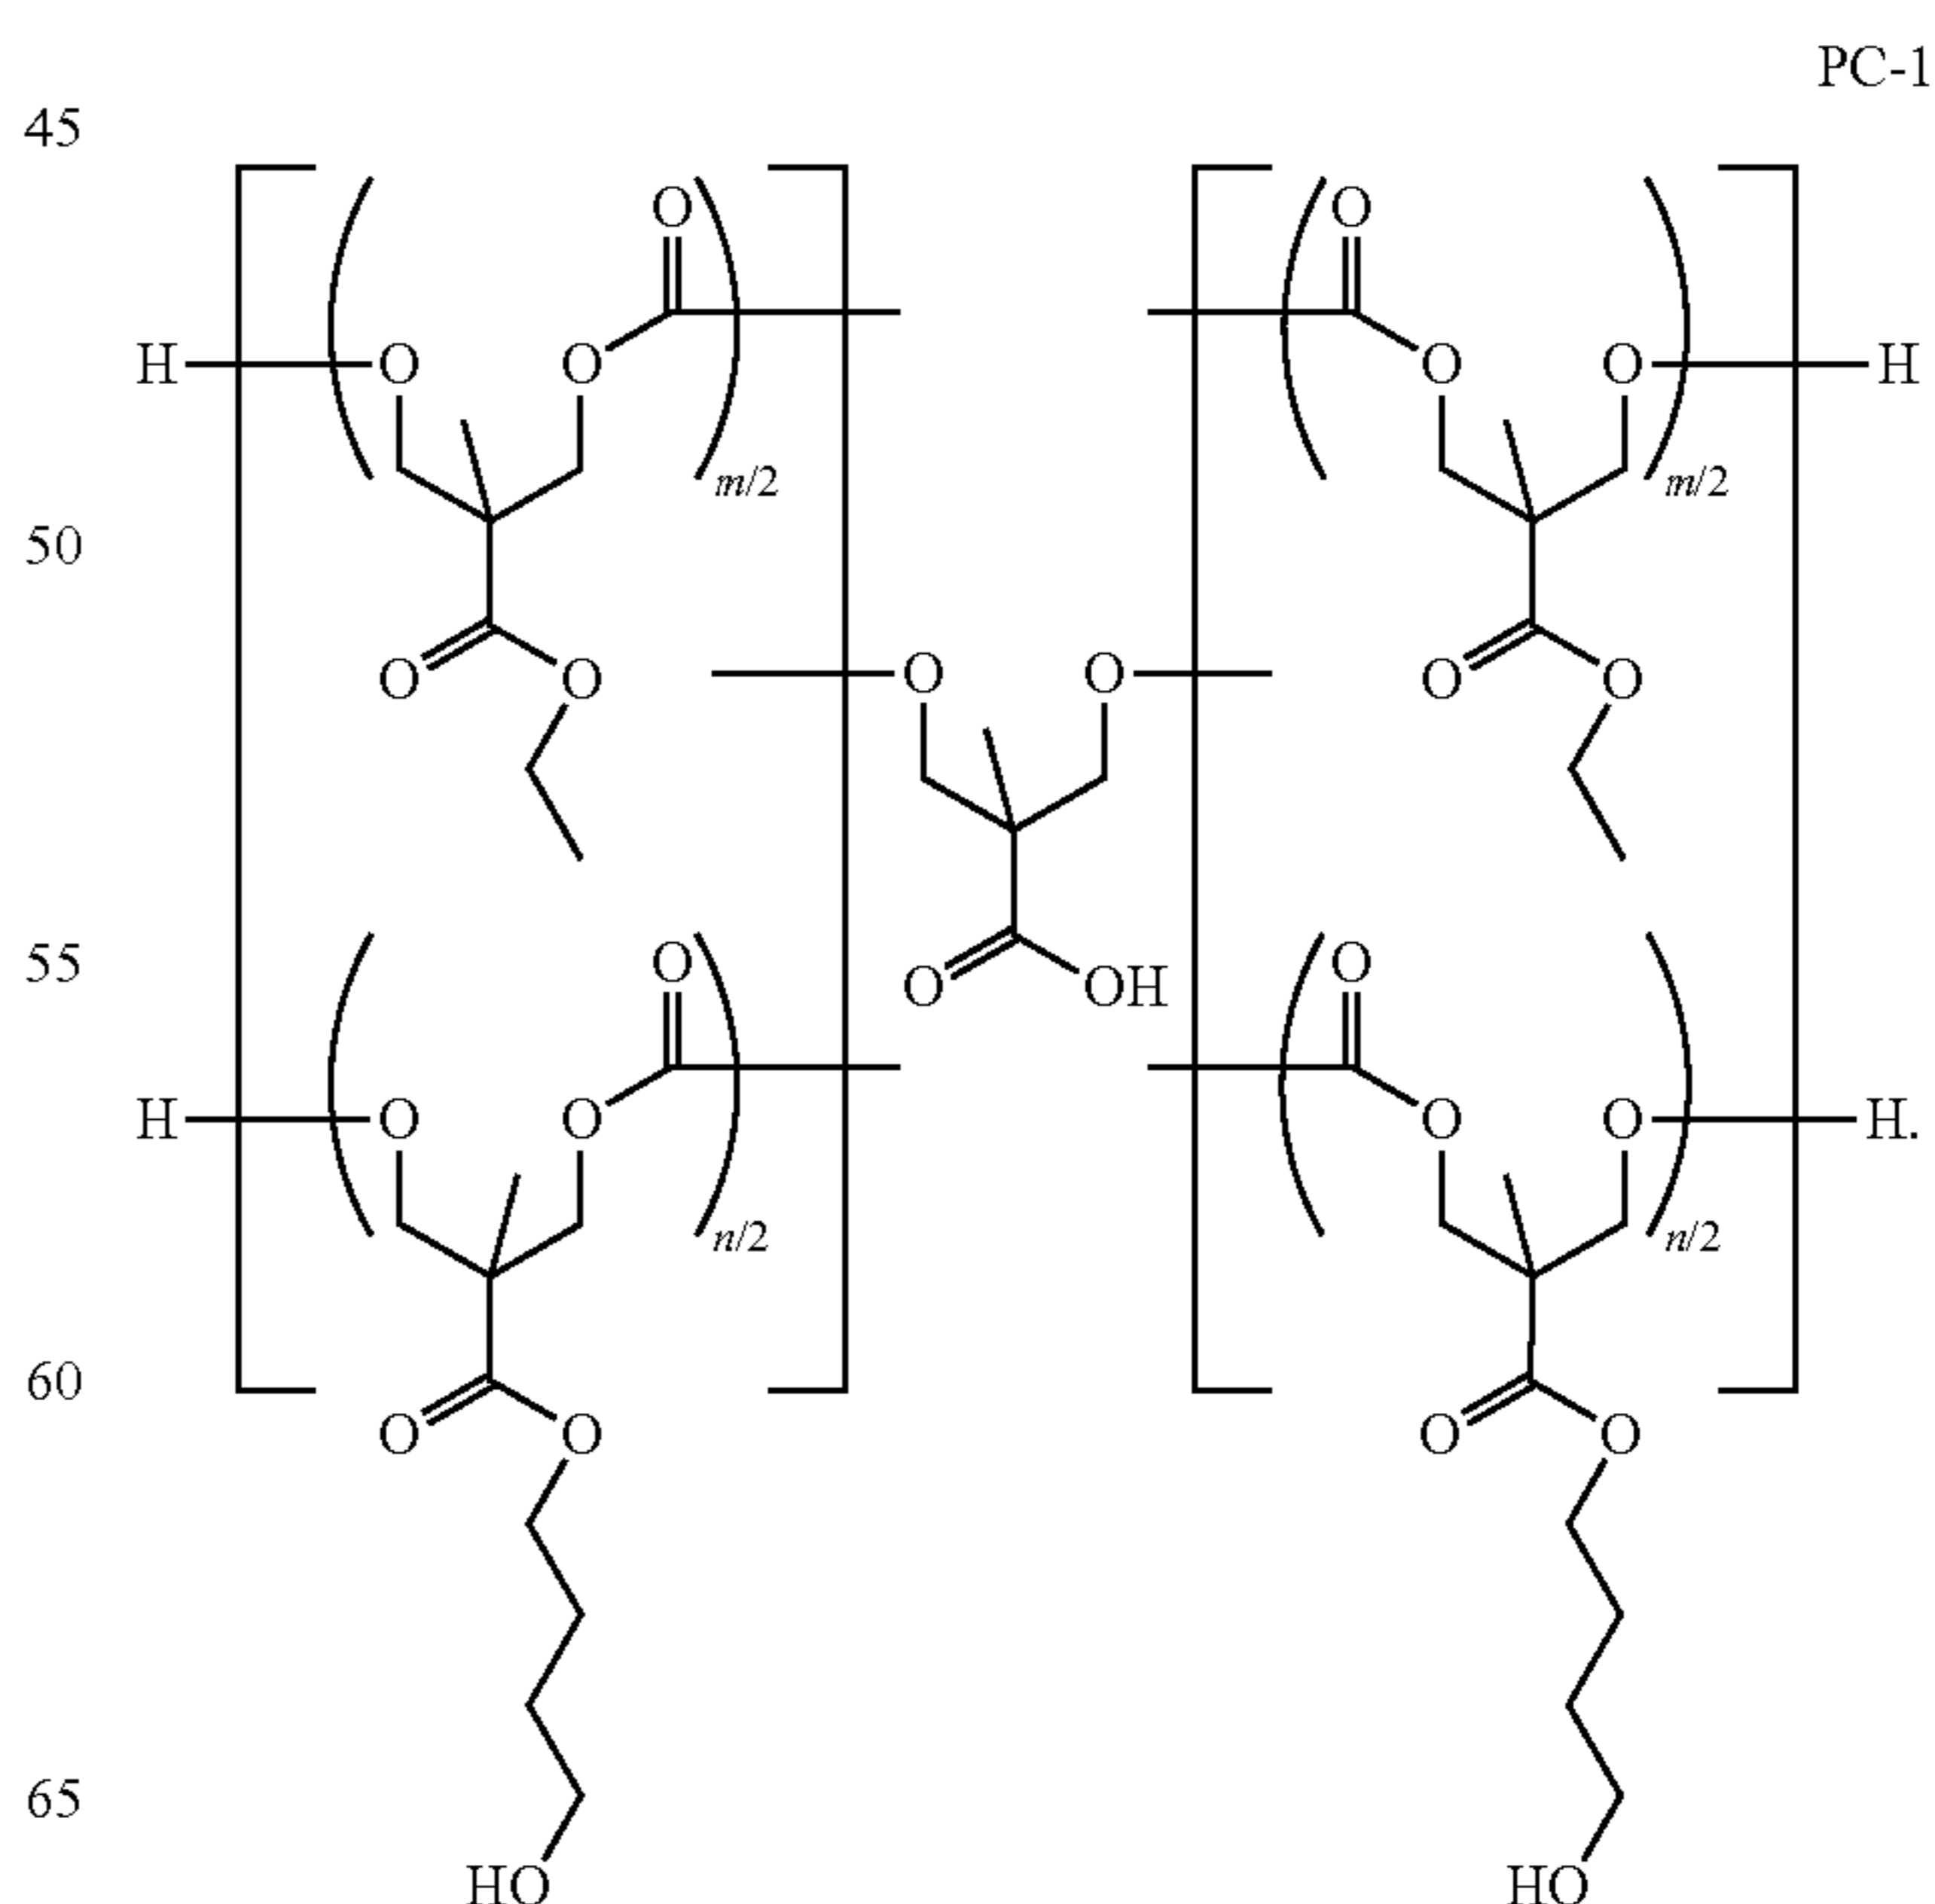 PC-1
45
O O
H O O O O H
m/2 m/2
50
O O O O O O
55
O O O OH
H O O O O H.
n/2 n/2
60
O O O O
65
HO HO